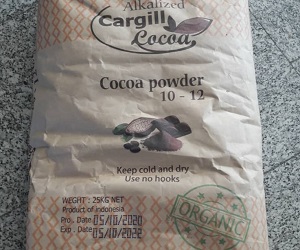 Alkalized
Cargill
Cocoa
Cocoa powder
10 - 12
Keep cold and dry
Use no hooks
WEGHT : 25KG NET
Product of indonesia
Pro . Date 05/10/2020
Exp . Date 05/10/2022
ORGANIC